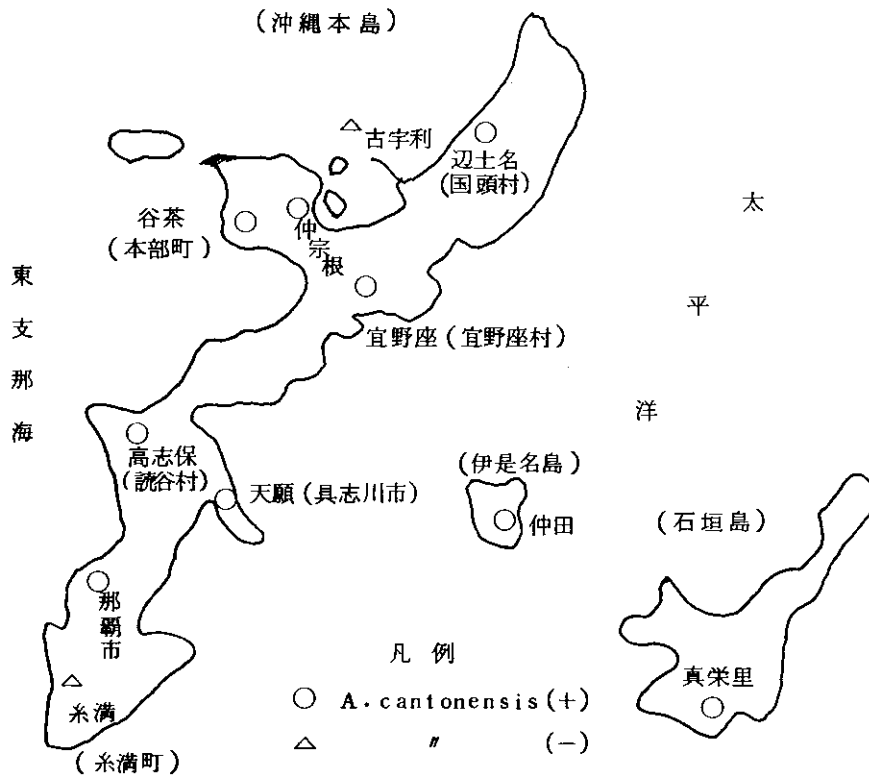 (沖縄本島)
古宇利
辺土名
(国頭村)
谷茶
(本部町)
仲宗根
宜野座(宜野座村)
東支那海
太平洋
高志保
(読谷村)
天願(具志川市)
(伊是名島)
仲田
(石垣島)
真栄里
那覇市
糸満
(糸満町)
凡例
○ A.cantonensis(+)
△ 〃 (−)